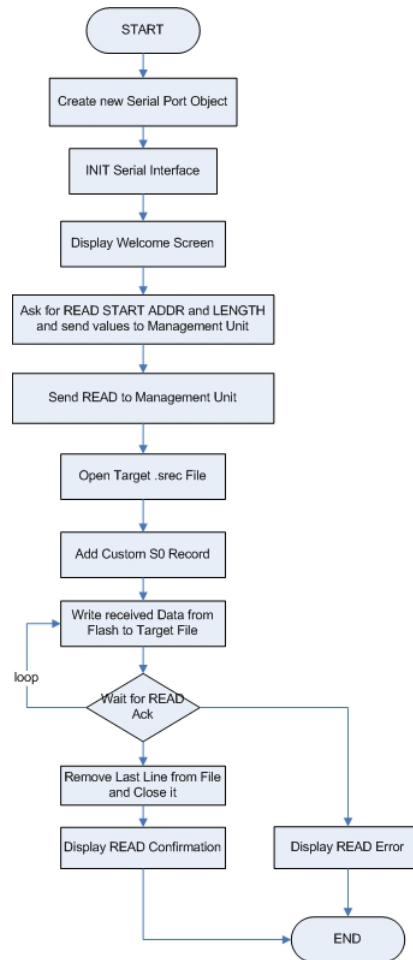 START
Create new Serial Port Object
INIT Serial Interface
Display Welcome Screen
Ask for READ START ADDR and LENGTH
and send values to Management Unit
Send READ to Management Unit
Open Target .srec File
Add Custom S0 Record
Write received Data from
Flash to Target File
loop
Wait for READ
Ack
Remove Last Line from File
and Close it
Display READ Confirmation
Display READ Error
END